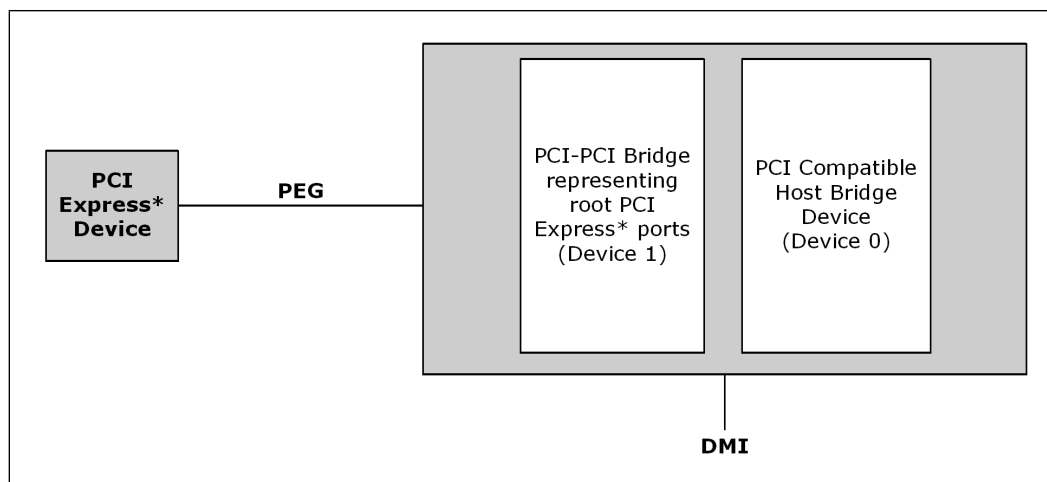 PCI
Express*
Device
PEG
PCI-PCI Bridge
representing
root PCI
Express* ports
(Device 1)
PCI Compatible
Host Bridge
Device
(Device 0)
DMI